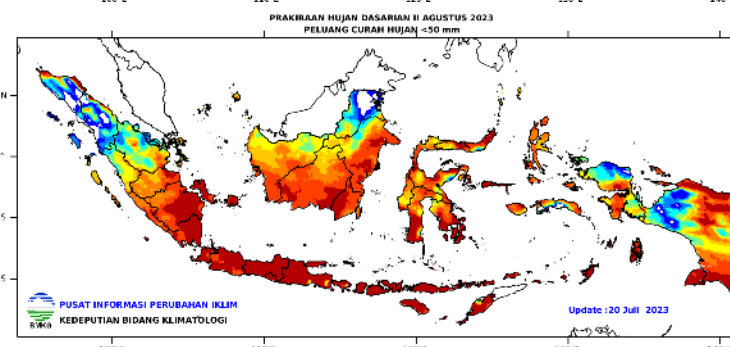 PRAKIRAAN HUJAN DASARIAN II AGUSTUS 2023
PELUANG CURAH HUJAN <50 mm
N
S
S
PUSAT INFORMASI PERUBAHAN IKLIM
KEDEPUTIAN BIDANG KLIMATOLOGI
BMKG
Update :20 Juli 2023